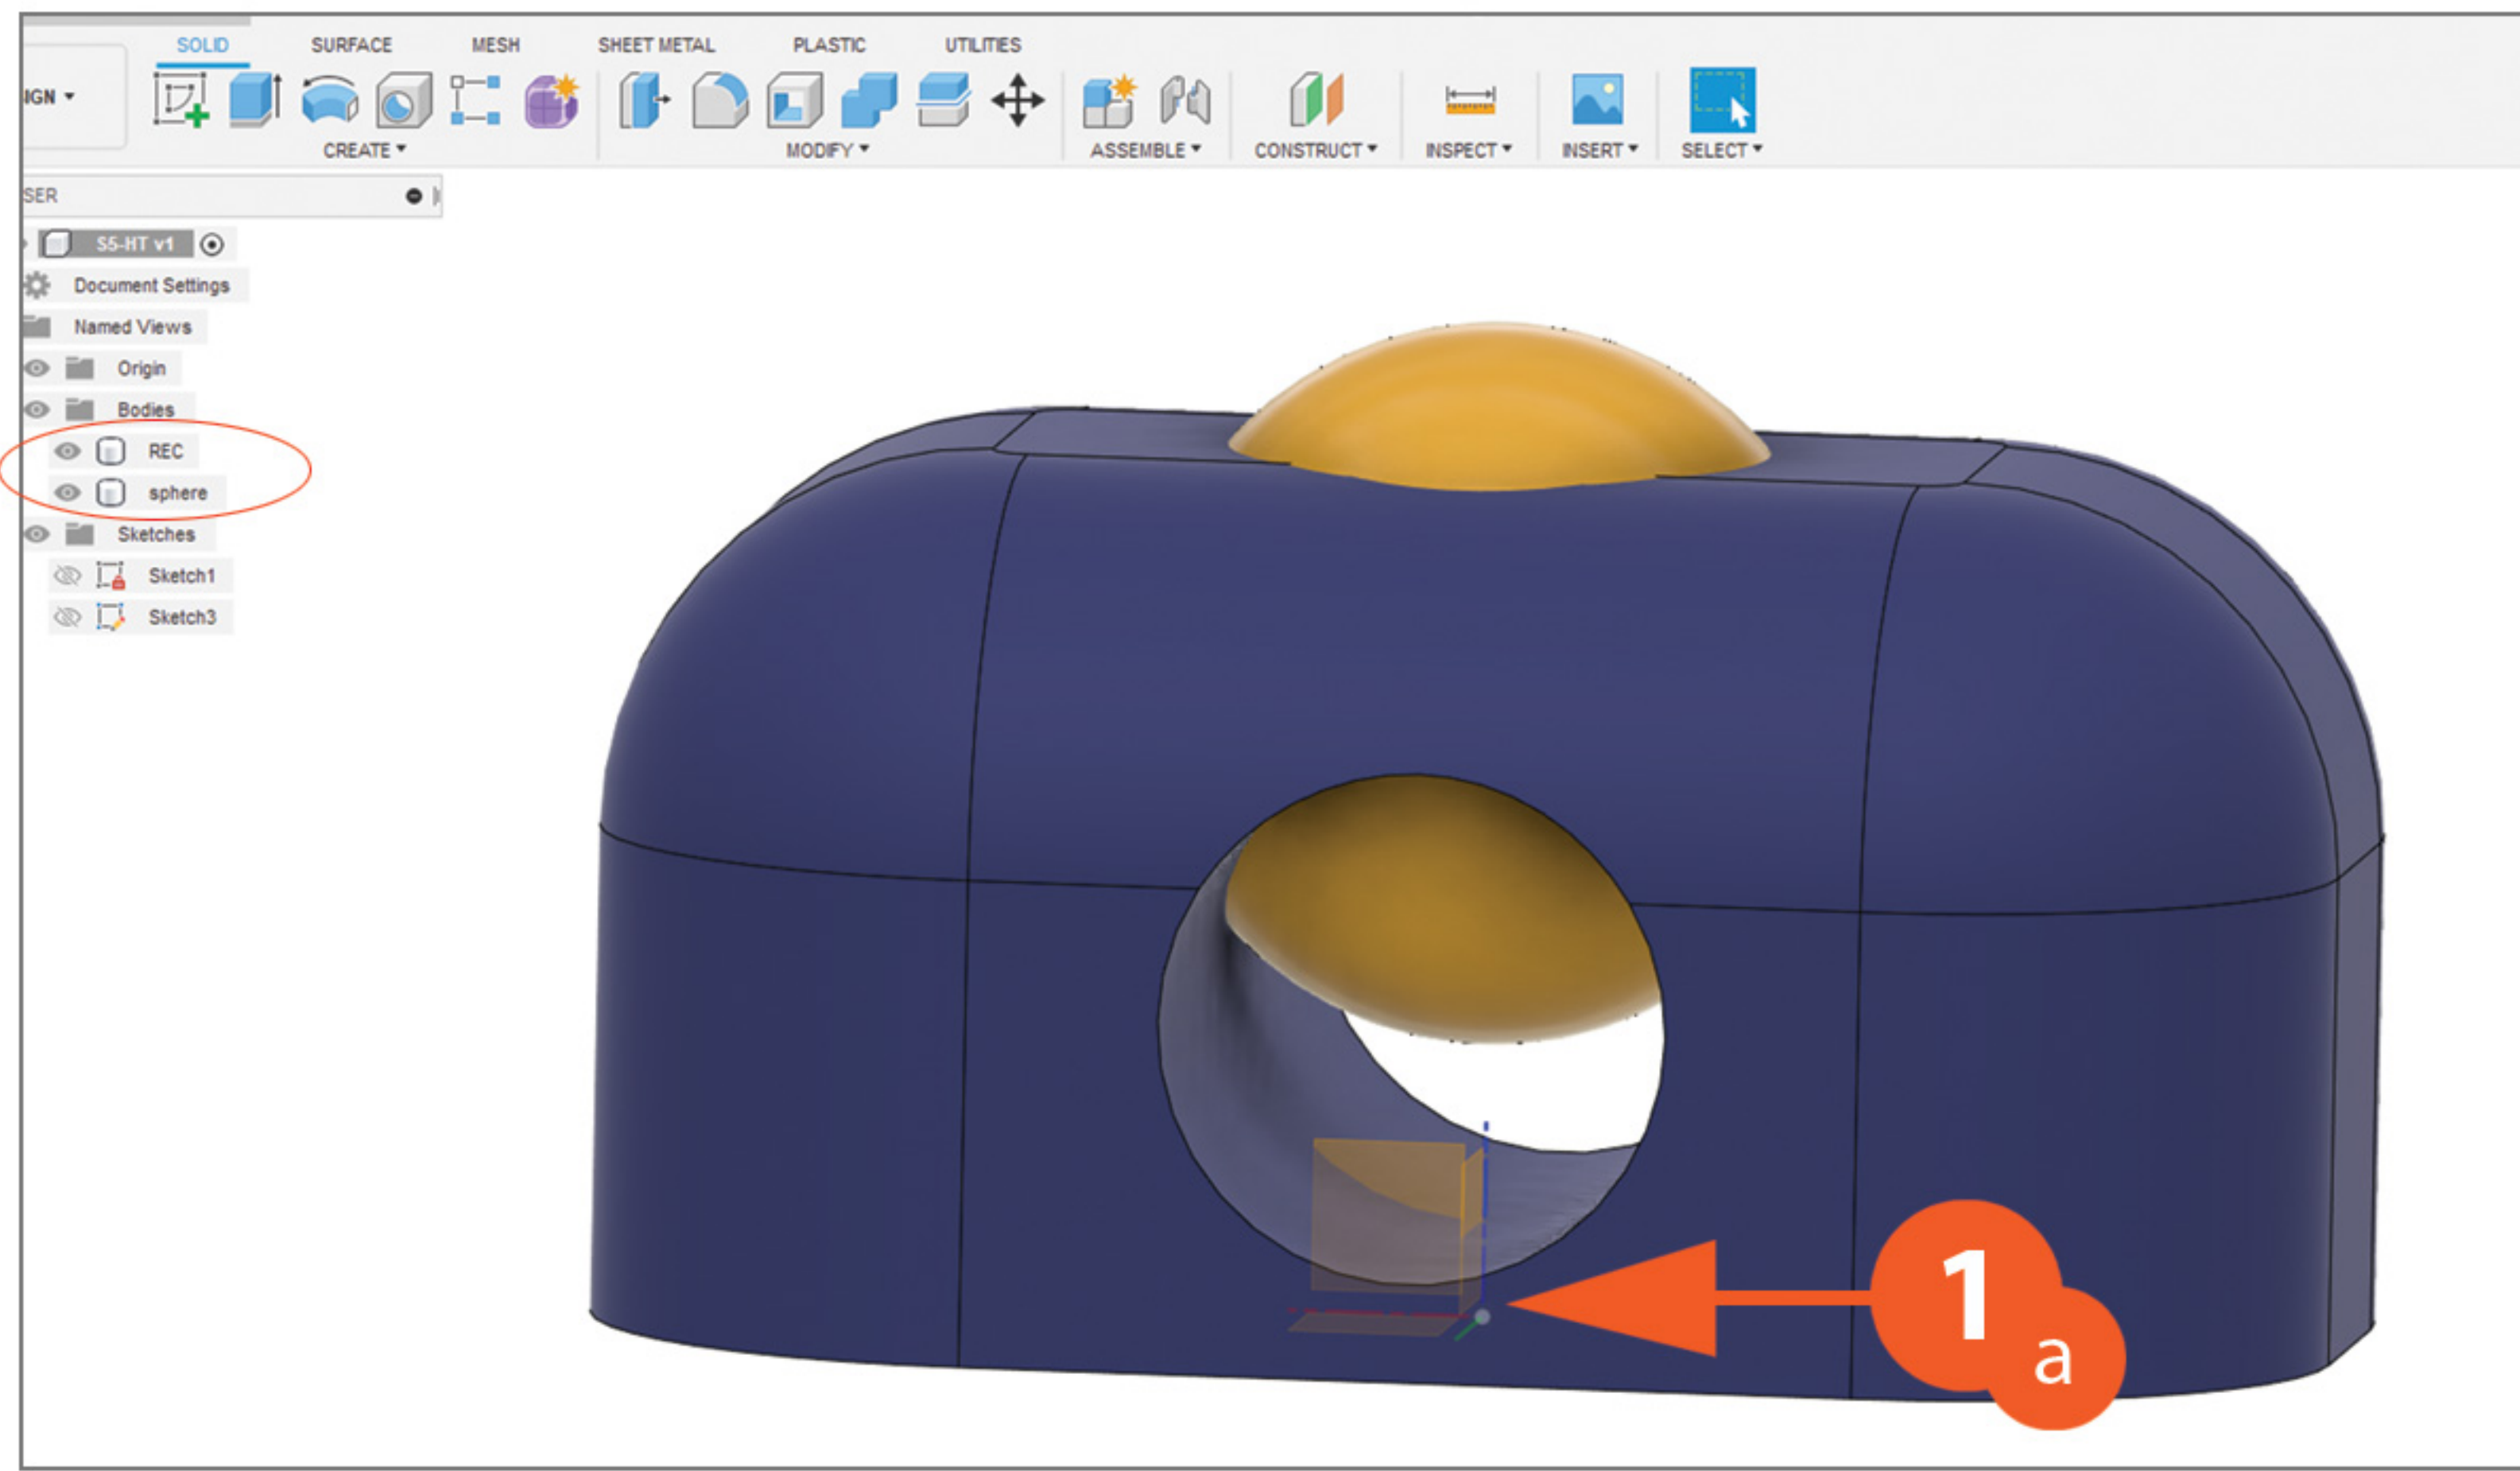 SOLID SURFACE MESH SHEET METAL PLASTIC UTILITIES
IGN
CREATE MODIFY ASSEMBLE CONSTRUCT INSPECT INSERT SELECT
SER
S5-HT v1
Document Settings
Named Views
Origin
Bodies
REC
sphere
Sketches
Sketch1
Sketch3
1
a